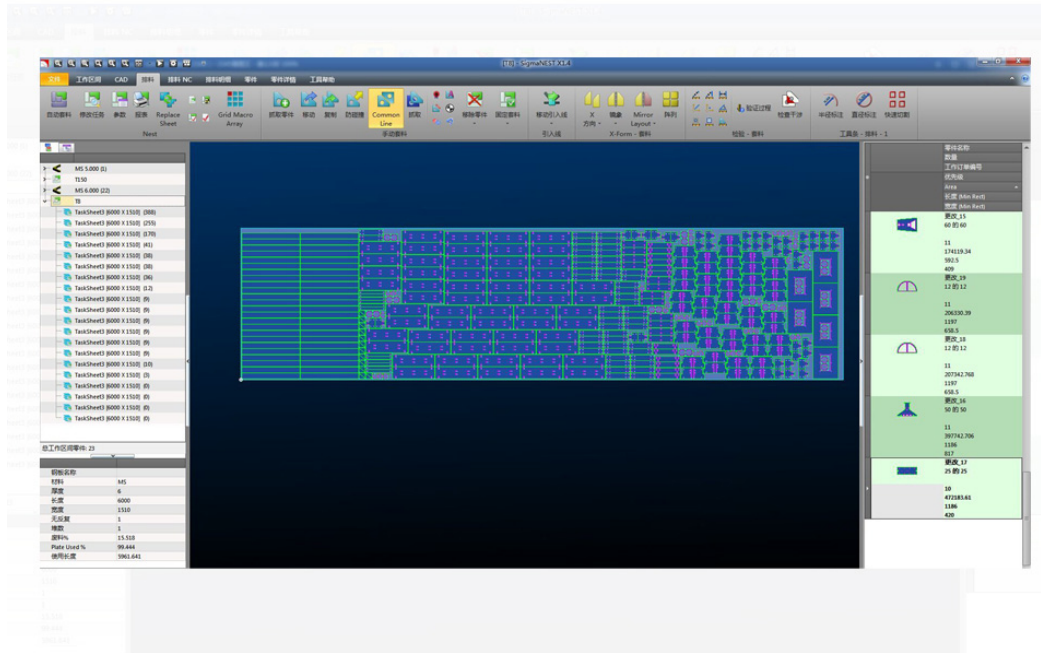 [T8] - SigmaNEST X1.4
文件 工作区间 CAD 排料 排料 NC 排料明细 零件 零件详植 工具帮助
自动套料 修改任务 参数 报表 Replace Sheet Grid Macro Array 抓取零件 移动 复制 防碰撞 Common Line 抓取 移除零件 固定套料 移动引入线 X 方向 镜象 Mirror Layout 阵列 验证过程 检查干涉 半径标注 直径标注 快速切割
Nest 手动套料 引入线 X-Form - 套料 检验 - 套料 工具条 - 排料 - 1
MS 5.000 (1)
T150
MS 6.000 (22)
T8
TaskSheet3 [6000 X 1510] (388)
TaskSheet3 [6000 X 1510] (255)
TaskSheet3 [6000 X 1510] (170)
TaskSheet3 [6000 X 1510] (41)
TaskSheet3 [6000 X 1510] (38)
TaskSheet3 [6000 X 1510] (38)
TaskSheet3 [6000 X 1510] (36)
TaskSheet3 [6000 X 1510] (12)
TaskSheet3 [6000 X 1510] (9)
TaskSheet3 [6000 X 1510] (9)
TaskSheet3 [6000 X 1510] (9)
TaskSheet3 [6000 X 1510] (9)
TaskSheet3 [6000 X 1510] (9)
TaskSheet3 [6000 X 1510] (9)
TaskSheet3 [6000 X 1510] (10)
TaskSheet3 [6000 X 1510] (3)
TaskSheet3 [6000 X 1510] (0)
TaskSheet3 [6000 X 1510] (0)
TaskSheet3 [6000 X 1510] (0)
TaskSheet3 [6000 X 1510] (0)
总工作区间零件: 23
钢板名称
材料 MS
厚度 6
长度 6000
宽度 1510
无反复 1
堆数 1
废料% 15.518
Plate Used % 99.444
使用长度 5961.641
零件名称
数量
工作订单编号
优先级
Area
长度 (Min Rest)
宽度 (Min Rest)
更改_15
60 的 60
11
174119.34
592.5
409
更改_19
12 的 12
11
206330.39
1197
658.5
更改_18
12 的 12
11
207342.768
1197
658.5
更改_16
50 的 50
11
397742.706
1186
817
更改_17
25 的 25
10
472183.61
1186
420